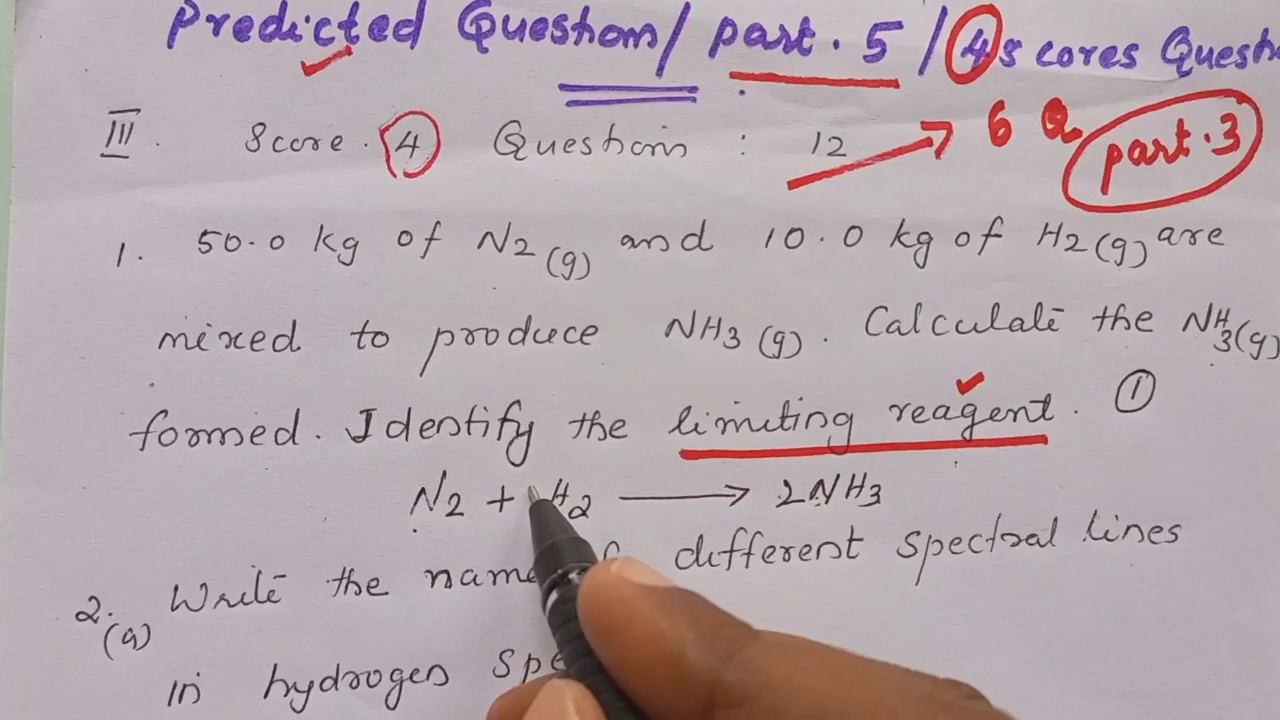 Predicted Question/ part. 5 / 4 scores Quest
III. Score. 4 Question : 12 → 6 Q part.3
1. 50.0 kg of N2(g) and 10.0 kg of H2(g) are
mixed to produce NH3(g). Calculate the NH3(g)
formed. Identify the limiting reagent. ①
N2 + H2 → 2NH3
2. (a) Write the name different spectral lines
in hydrogen spe